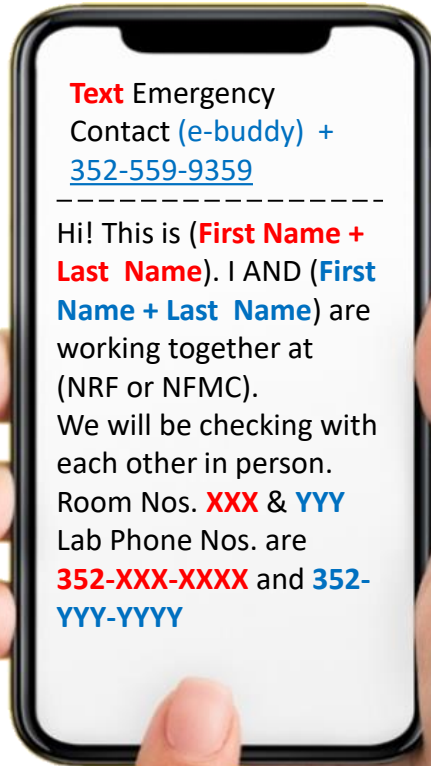 Text Emergency
Contact (e-buddy) +
352-559-9359
Hi! This is (First Name +
Last Name). I AND (First
Name + Last Name) are
working together at
(NRF or NFMC).
We will be checking with
each other in person.
Room Nos. XXX & YYY
Lab Phone Nos. are
352-XXX-XXXX and 352-
YYY-YYYY